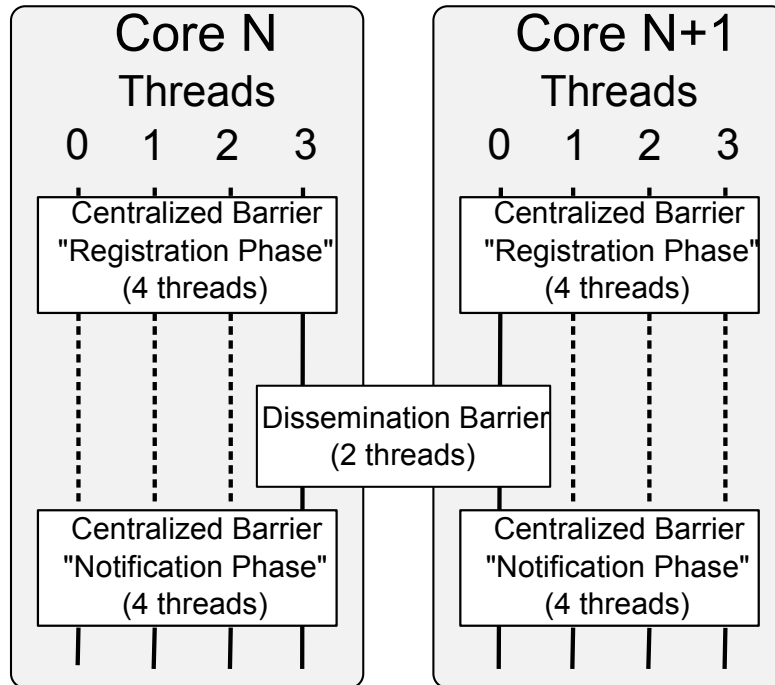 Core N
Threads
0 1 2 3
Centralized Barrier
"Registration Phase"
(4 threads)
Core N+1
Threads
0 1 2 3
Centralized Barrier
"Registration Phase"
(4 threads)
Dissemination Barrier
(2 threads)
Centralized Barrier
"Notification Phase"
(4 threads)
Centralized Barrier
"Notification Phase"
(4 threads)